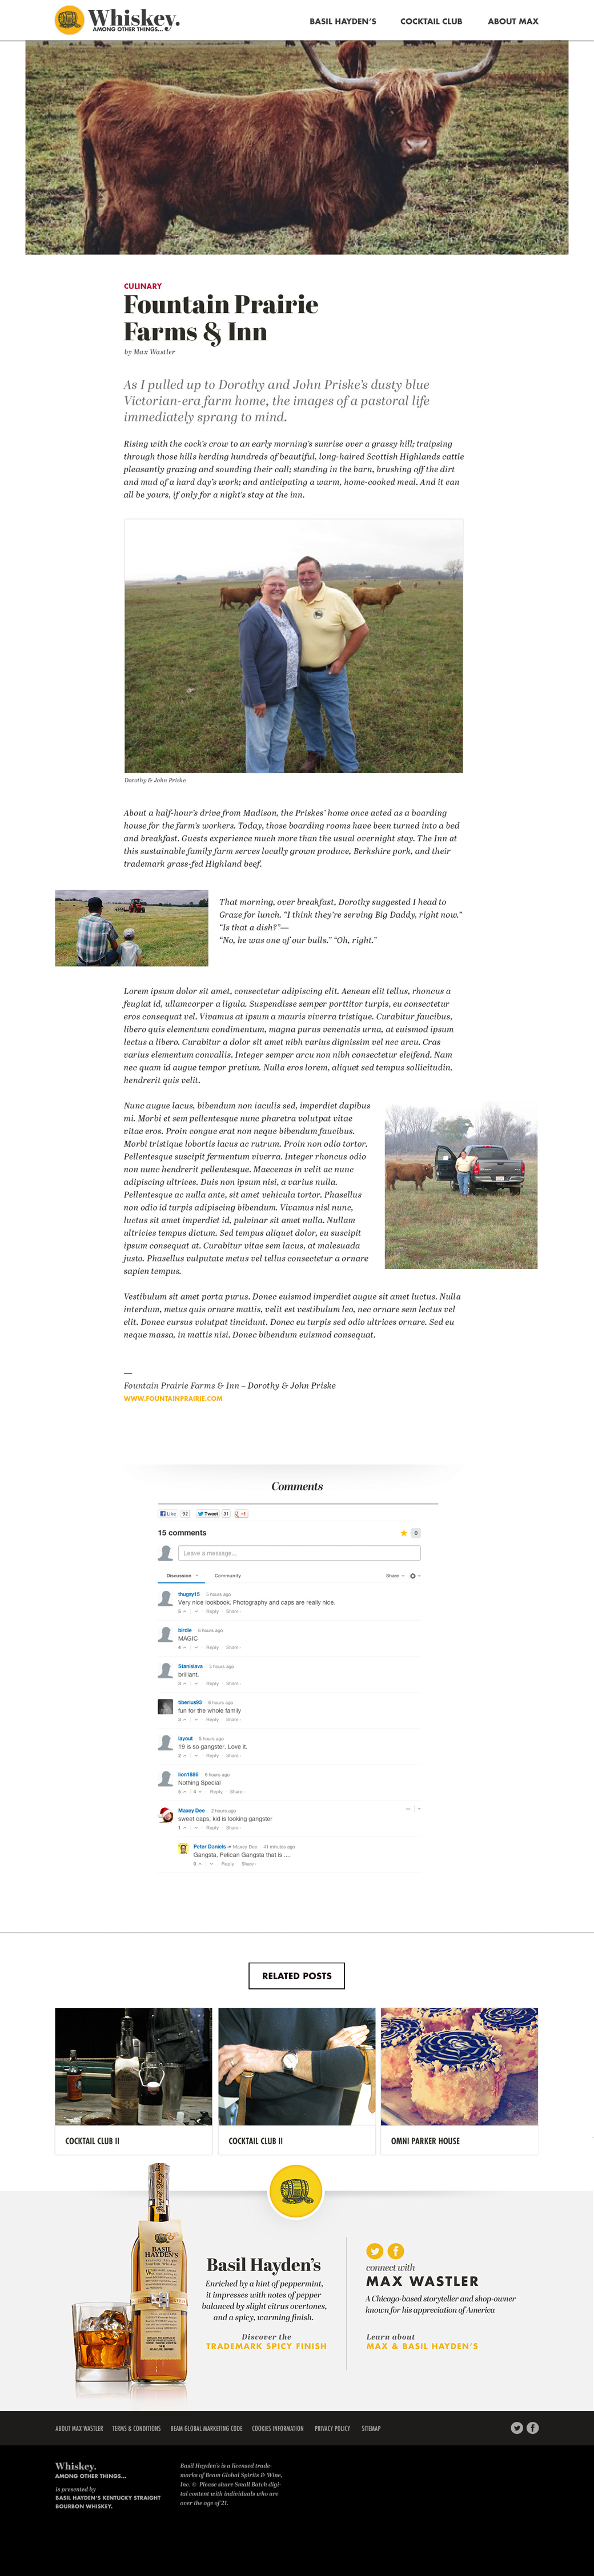 Whiskey.
AMONG OTHER THINGS...
BASIL HAYDEN'S
COCKTAIL CLUB
ABOUT MAX
CULINARY
Fountain Prairie
Farms & Inn
by Max Wastler
As I pulled up to Dorothy and John Priske's dusty blue
Victorian-era farm home, the images of a pastoral life
immediately sprang to mind.
Rising with the cock's crow to an early morning's sunrise over a grassy hill; traipsing
through those hills herding hundreds of beautiful, long-haired Scottish Highlands cattle
pleasantly grazing and sounding their call; standing in the barn, brushing off the dirt
and mud of a hard day's work; and anticipating a warm, home-cooked meal. And it can
all be yours, if only for a night's stay at the inn.
Dorothy & John Priske
About a half-hour's drive from Madison, the Priskes' home once acted as a boarding
house for the farm's workers. Today, those boarding rooms have been turned into a bed
and breakfast. Guests experience much more than the usual overnight stay. The Inn at
this sustainable family farm serves locally grown produce, Berkshire pork, and their
trademark grass-fed Highland beef.
That morning, over breakfast, Dorothy suggested I head to
Graze for lunch. "I think they're serving Big Daddy, right now."
"Is that a dish?"—
"No, he was one of our bulls." "Oh, right."
Lorem ipsum dolor sit amet, consectetur adipiscing elit. Aenean elit tellus, rhoncus a
feugiat id, ullamcorper a ligula. Suspendisse semper porttitor turpis, eu consectetur
eros consequat vel. Vivamus at ipsum a mauris viverra tristique. Curabitur faucibus,
libero quis elementum condimentum, magna purus venenatis urna, at euismod ipsum
lectus a libero. Curabitur a dolor sit amet nibh varius dignissim vel nec arcu. Cras
varius elementum convallis. Integer semper arcu non nibh consectetur eleifend. Nam
nec quam id augue tempor pretium. Nulla eros lorem, aliquet sed tempus sollicitudin,
hendrerit quis velit.
Nunc augue lacus, bibendum non iaculis sed, imperdiet dapibus
mi. Morbi et sem pellentesque nunc pharetra volutpat vitae
vitae eros. Proin congue erat non neque bibendum faucibus.
Morbi tristique lobortis lacus ac rutrum. Proin non odio tortor.
Pellentesque suscipit fermentum viverra. Integer rhoncus odio
non nunc hendrerit pellentesque. Maecenas in velit ac nunc
adipiscing ultrices. Duis non ipsum nisi, a varius nulla.
Pellentesque ac nulla ante, sit amet vehicula tortor. Phasellus
non odio id turpis adipiscing bibendum. Vivamus nisl nunc,
luctus sit amet imperdiet id, pulvinar sit amet nulla. Nullam
ultricies tempus dictum. Sed tempus aliquet dolor, eu suscipit
ipsum consequat at. Curabitur vitae sem lacus, at malesuada
justo. Phasellus vulputate metus vel tellus consectetur a ornare
sapien tempus.
Vestibulum sit amet porta purus. Donec euismod imperdiet augue sit amet luctus. Nulla
interdum, metus quis ornare mattis, velit est vestibulum leo, nec ornare sem lectus vel
elit. Donec cursus volutpat tincidunt. Donec eu turpis sed odio ultrices ornare. Sed eu
neque massa, in mattis nisi. Donec bibendum euismod consequat.
—
Fountain Prairie Farms & Inn – Dorothy & John Priske
WWW.FOUNTAINPRAIRIE.COM
Comments
Like 92 Tweet 31 +1
15 comments
0
Leave a message...
Discussion Community Share
thugsy15 5 hours ago
Very nice lookbook. Photography and caps are really nice.
5 Reply Share ›
birdie 6 hours ago
MAGIC
4 Reply Share ›
Stanislava 3 hours ago
brilliant.
3 Reply Share ›
tiberius93 6 hours ago
fun for the whole family
3 Reply Share ›
layout 5 hours ago
19 is so gangster. Love it.
2 Reply Share ›
lion1886 6 hours ago
Nothing Special
5 4 Reply Share ›
Maxey Dee 2 hours ago
sweet caps, kid is looking gangster
1 Reply Share ›
Peter Daniels Maxey Dee 41 minutes ago
Gangsta, Pelican Gangsta that is ....
0 Reply Share ›
RELATED POSTS
COCKTAIL CLUB II
COCKTAIL CLUB II
OMNI PARKER HOUSE
BASIL
HAYDEN'S
Basil Hayden's
Enriched by a hint of peppermint,
it impresses with notes of pepper
balanced by slight citrus overtones,
and a spicy, warming finish.
Discover the
TRADEMARK SPICY FINISH
connect with
MAX WASTLER
A Chicago-based storyteller and shop-owner
known for his appreciation of America
Learn about
MAX & BASIL HAYDEN'S
ABOUT MAX WASTLER
TERMS & CONDITIONS
BEAM GLOBAL MARKETING CODE
COOKIES INFORMATION
PRIVACY POLICY
SITEMAP
Whiskey.
AMONG OTHER THINGS...
is presented by
BASIL HAYDEN'S KENTUCKY STRAIGHT
BOURBON WHISKEY.
Basil Hayden's is a licensed trade-
marks of Beam Global Spirits & Wine,
Inc. © Please share Small Batch digi-
tal content with individuals who are
over the age of 21.